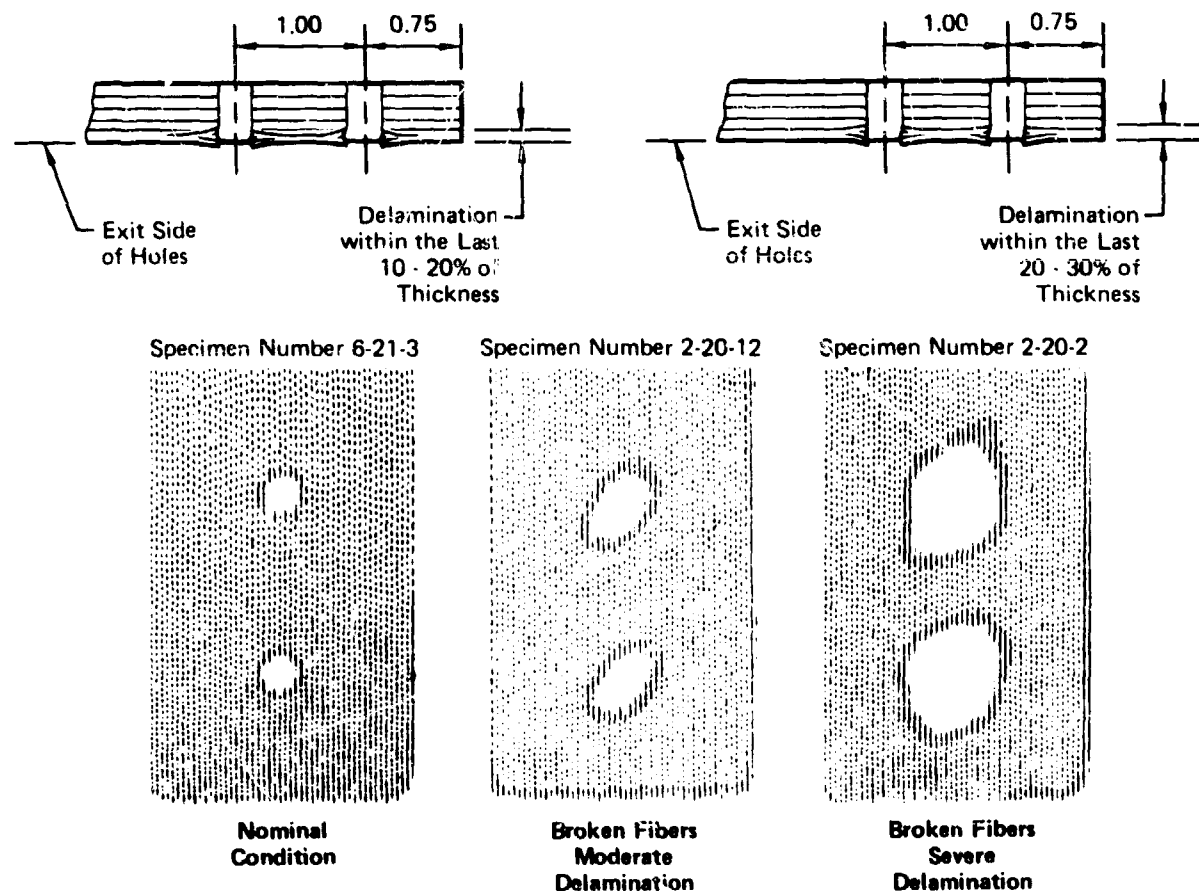 1.00 0.75
1.00 0.75
Exit Side
of Holes
Delamination
within the Last
10 - 20% of
Thickness
Exit Side
of Holes
Delamination
within the Last
20 - 30% of
Thickness
Specimen Number 6-21-3
Specimen Number 2-20-12
Specimen Number 2-20-2
Nominal
Condition
Broken Fibers
Moderate
Delamination
Broken Fibers
Severe
Delamination